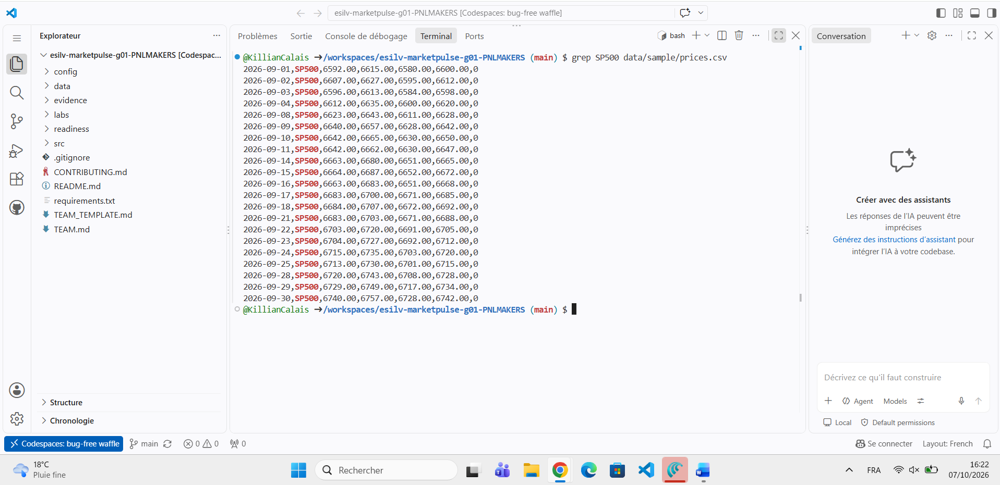 esilv-marketpulse-g01-PNLMAKERS [Codespaces: bug-free waffle]
Explorateur
esilv-marketpulse-g01-PNLMAKERS [Codespac...
config
data
evidence
labs
readiness
src
.gitignore
CONTRIBUTING.md
README.md
requirements.txt
TEAM_TEMPLATE.md
TEAM.md
Structure
Chronologie
Problèmes Sortie Console de débogage Terminal Ports
bash
@KillianCalais ➜/workspaces/esilv-marketpulse-g01-PNLMAKERS (main) $ grep SP500 data/sample/prices.csv
2026-09-01,SP500,6592.00,6615.00,6580.00,6600.00,0
2026-09-02,SP500,6607.00,6627.00,6595.00,6612.00,0
2026-09-03,SP500,6596.00,6613.00,6584.00,6598.00,0
2026-09-04,SP500,6612.00,6635.00,6600.00,6620.00,0
2026-09-08,SP500,6623.00,6643.00,6611.00,6628.00,0
2026-09-09,SP500,6640.00,6657.00,6628.00,6642.00,0
2026-09-10,SP500,6642.00,6665.00,6630.00,6650.00,0
2026-09-11,SP500,6642.00,6662.00,6630.00,6647.00,0
2026-09-14,SP500,6663.00,6680.00,6651.00,6665.00,0
2026-09-15,SP500,6664.00,6687.00,6652.00,6672.00,0
2026-09-16,SP500,6663.00,6683.00,6651.00,6668.00,0
2026-09-17,SP500,6683.00,6700.00,6671.00,6685.00,0
2026-09-18,SP500,6684.00,6707.00,6672.00,6692.00,0
2026-09-21,SP500,6683.00,6703.00,6671.00,6688.00,0
2026-09-22,SP500,6703.00,6720.00,6691.00,6705.00,0
2026-09-23,SP500,6704.00,6727.00,6692.00,6712.00,0
2026-09-24,SP500,6715.00,6735.00,6703.00,6720.00,0
2026-09-25,SP500,6713.00,6730.00,6701.00,6715.00,0
2026-09-28,SP500,6720.00,6743.00,6708.00,6728.00,0
2026-09-29,SP500,6729.00,6749.00,6717.00,6734.00,0
2026-09-30,SP500,6740.00,6757.00,6728.00,6742.00,0
@KillianCalais ➜/workspaces/esilv-marketpulse-g01-PNLMAKERS (main) $
Conversation
Créer avec des assistants
Les réponses de l'IA peuvent être
imprécises
Générez des instructions d'assistant pour
intégrer l'IA à votre codebase.
Décrivez ce qu'il faut construire
Agent Models
Local Default permissions
Codespaces: bug-free waffle main 0 0 0
Se connecter Layout: French
18°C
Pluie fine
Rechercher
FRA
16:22
07/10/2026